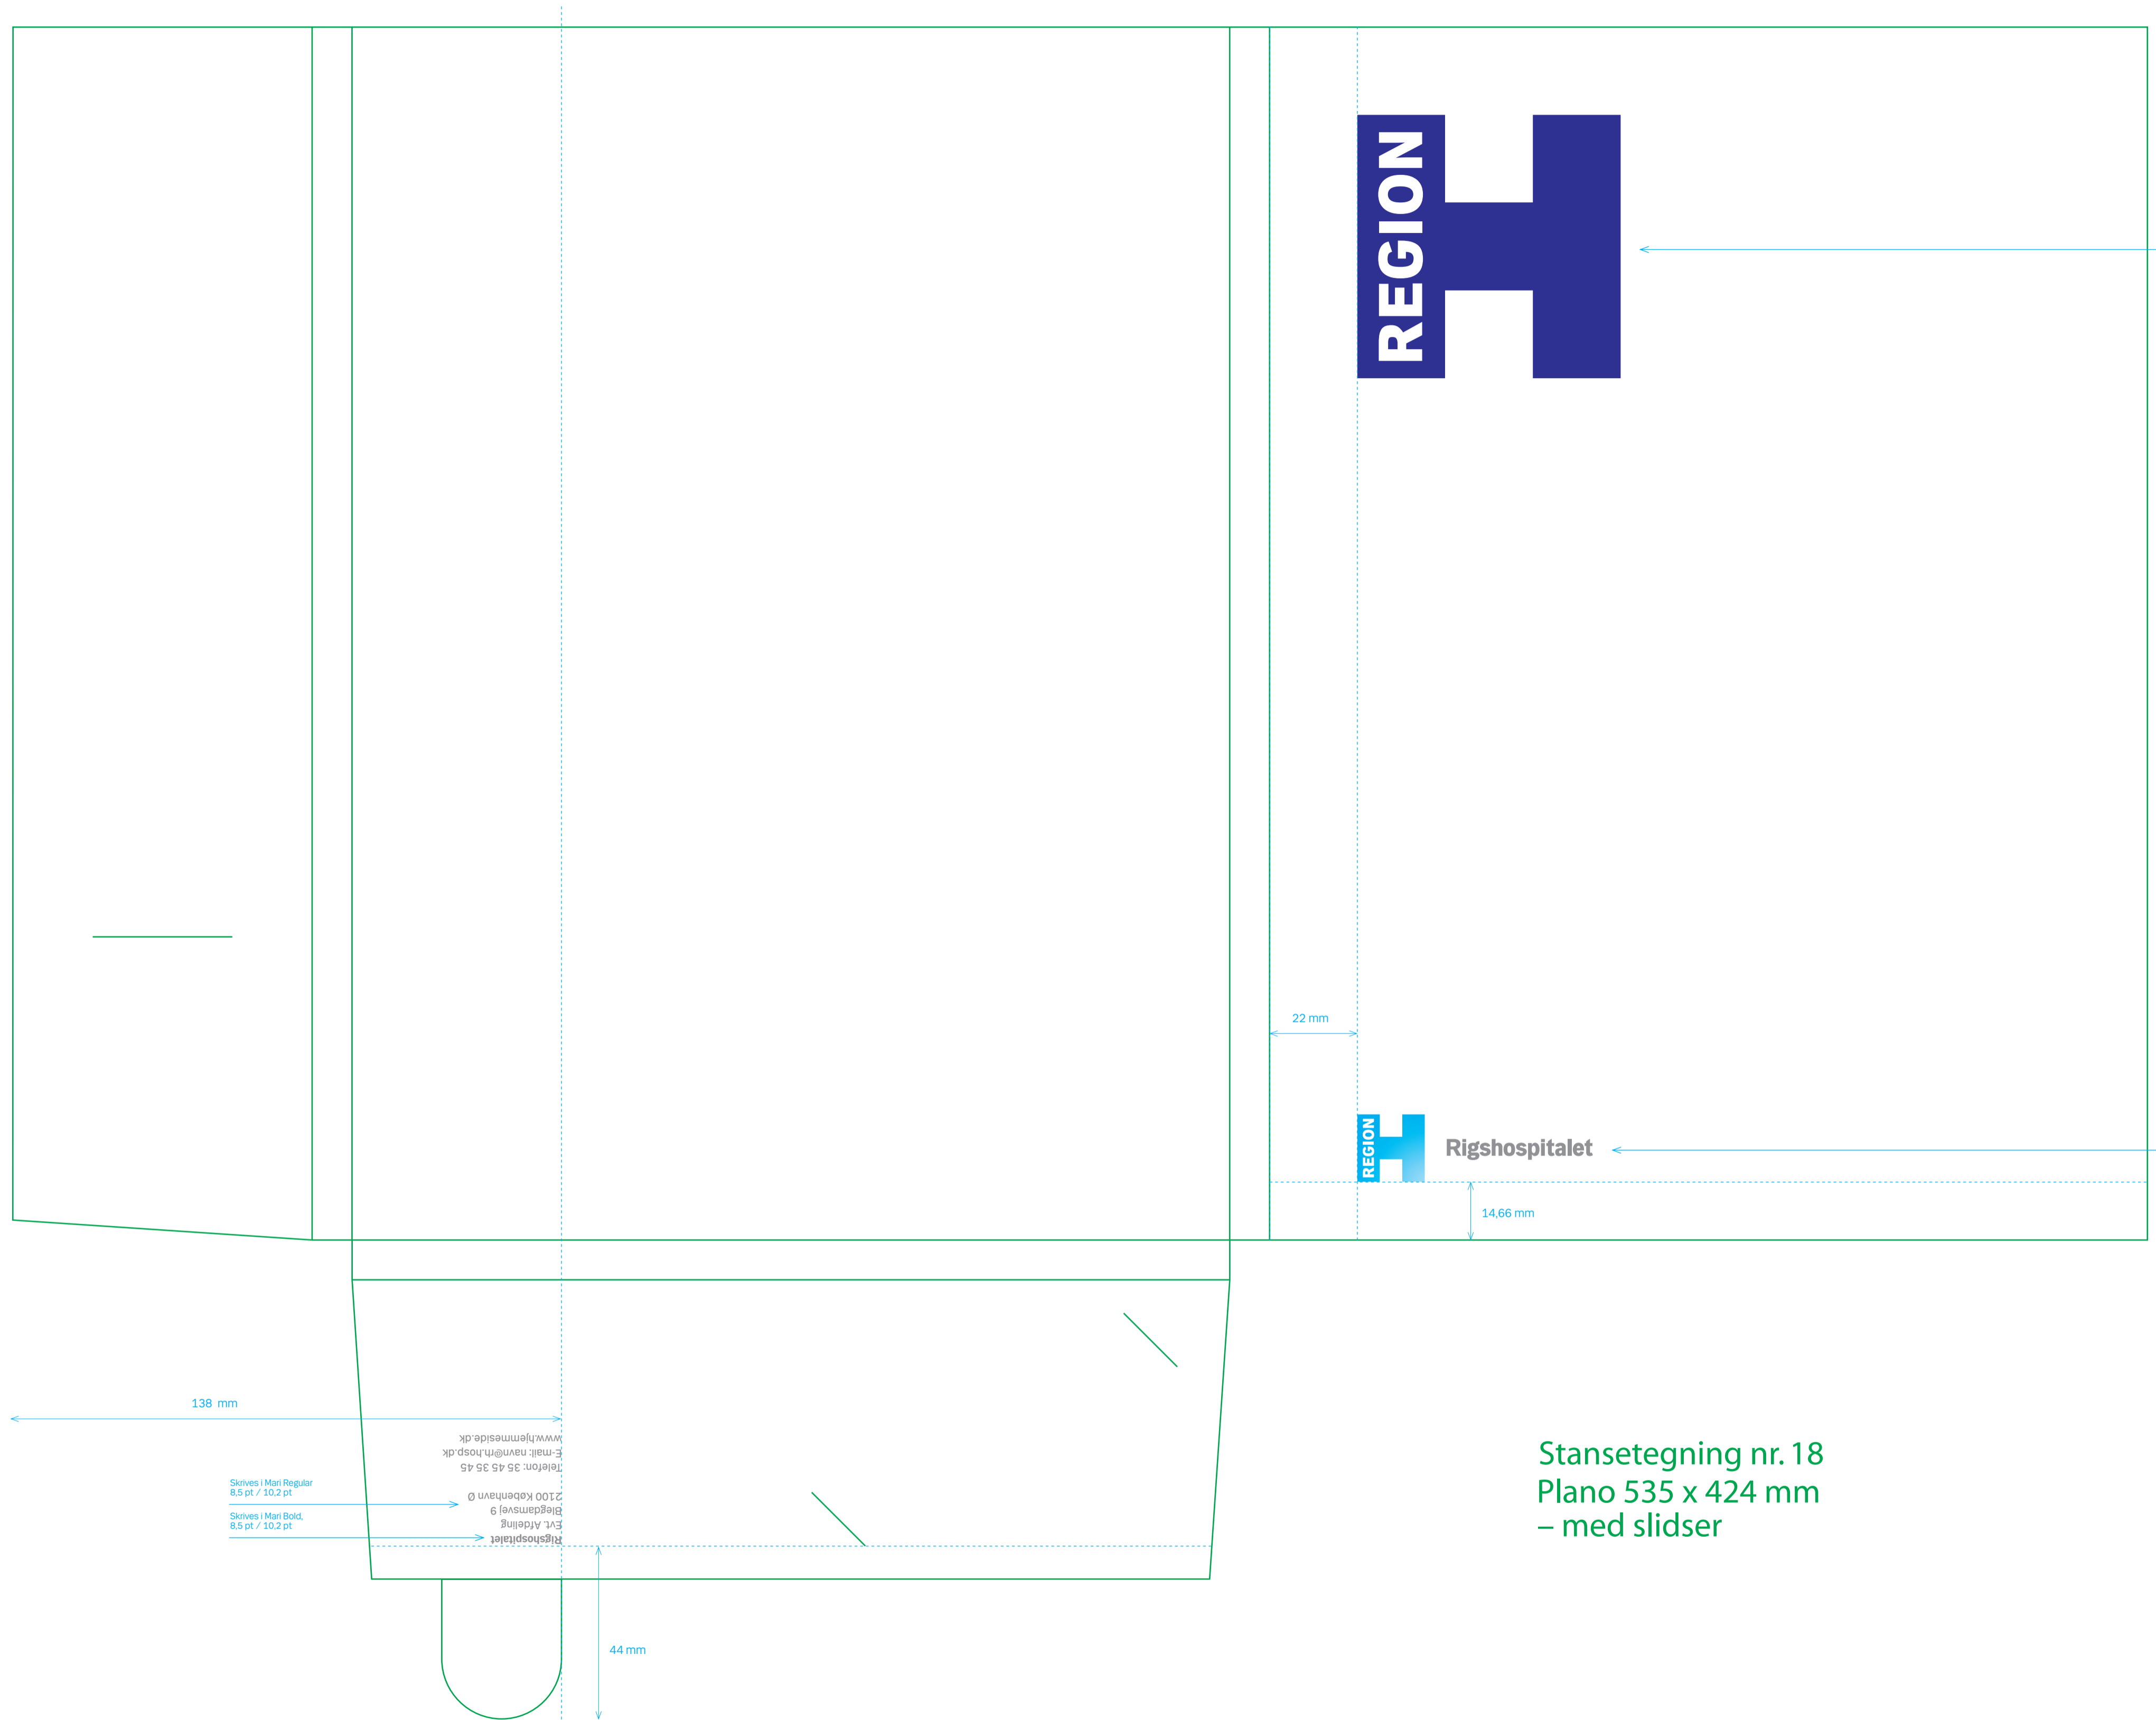 REGION
22 mm
REGION
Rigshospitalet
14,66 mm
138 mm
Rigshospitalet
Evt. Afdeling
Blegdamsvej 9
2100 København Ø
Telefon: 35 45 35 45
E-mail: navn@rh.hosp.dk
www.hjemmeside.dk
Skrives i Mari Regular
8,5 pt / 10,2 pt
Skrives i Mari Bold,
8,5 pt / 10,2 pt
44 mm
Stansetegning nr. 18
Plano 535 x 424 mm
– med slidser